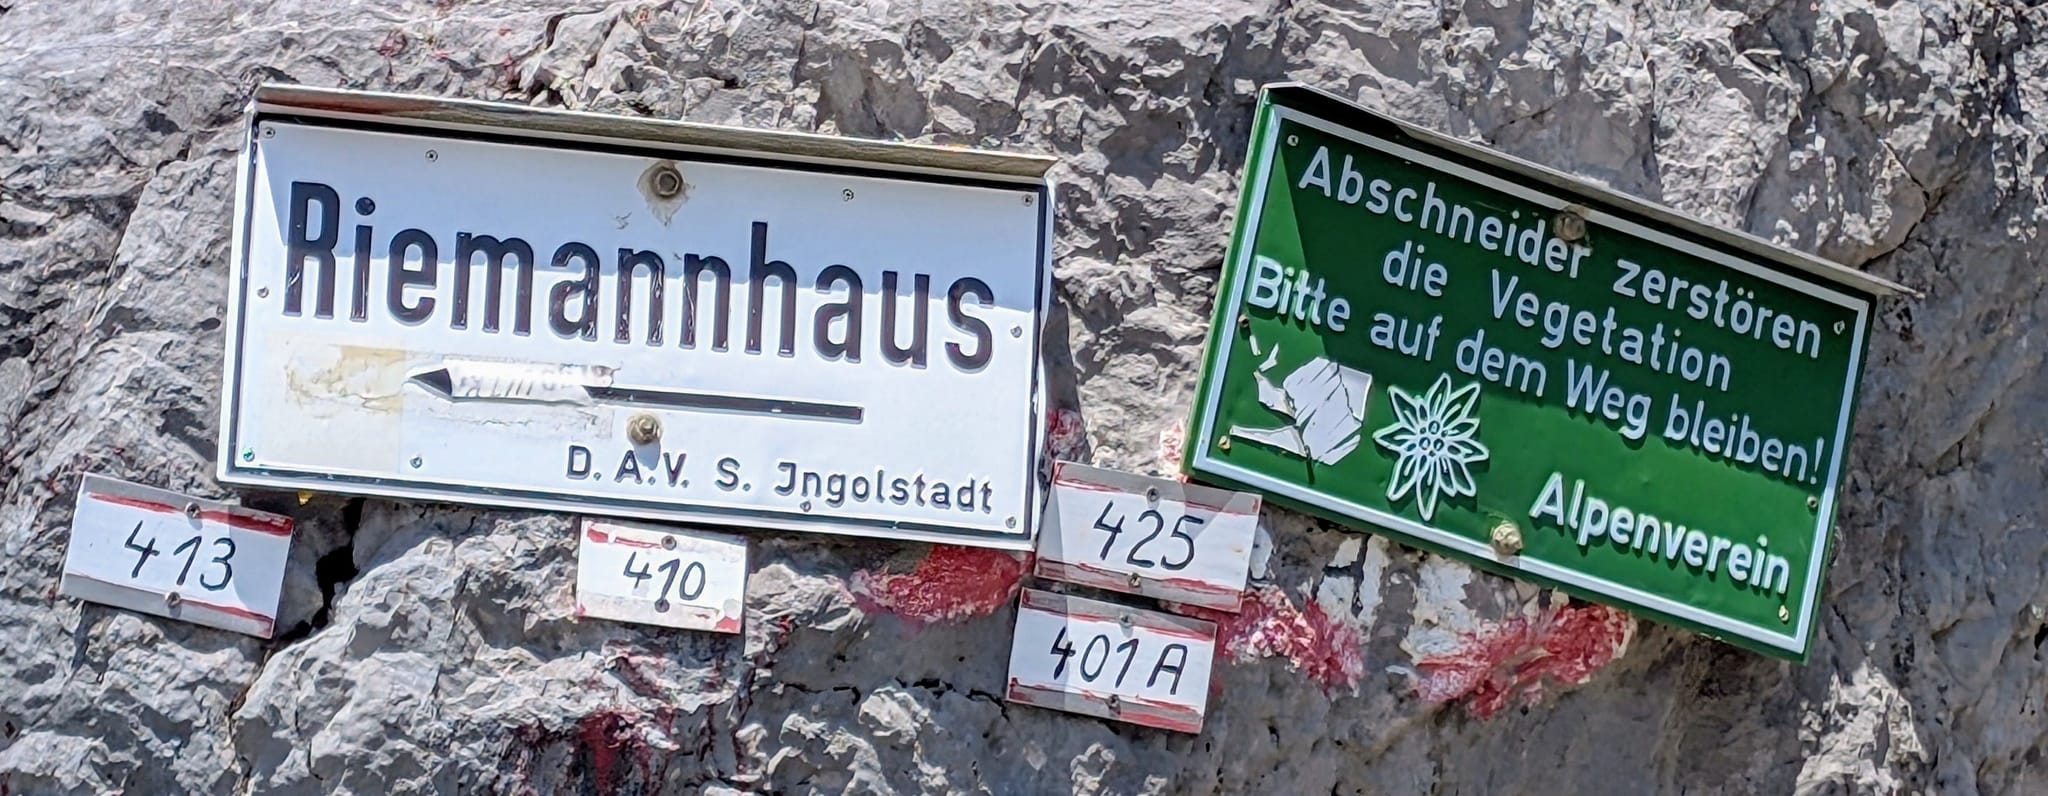 Riemannhaus
D. A. V. S. Jngolstadt
Abschneider zerstören
die Vegetation
Bitte auf dem Weg bleiben!
Alpenverein
413
410
425
401A